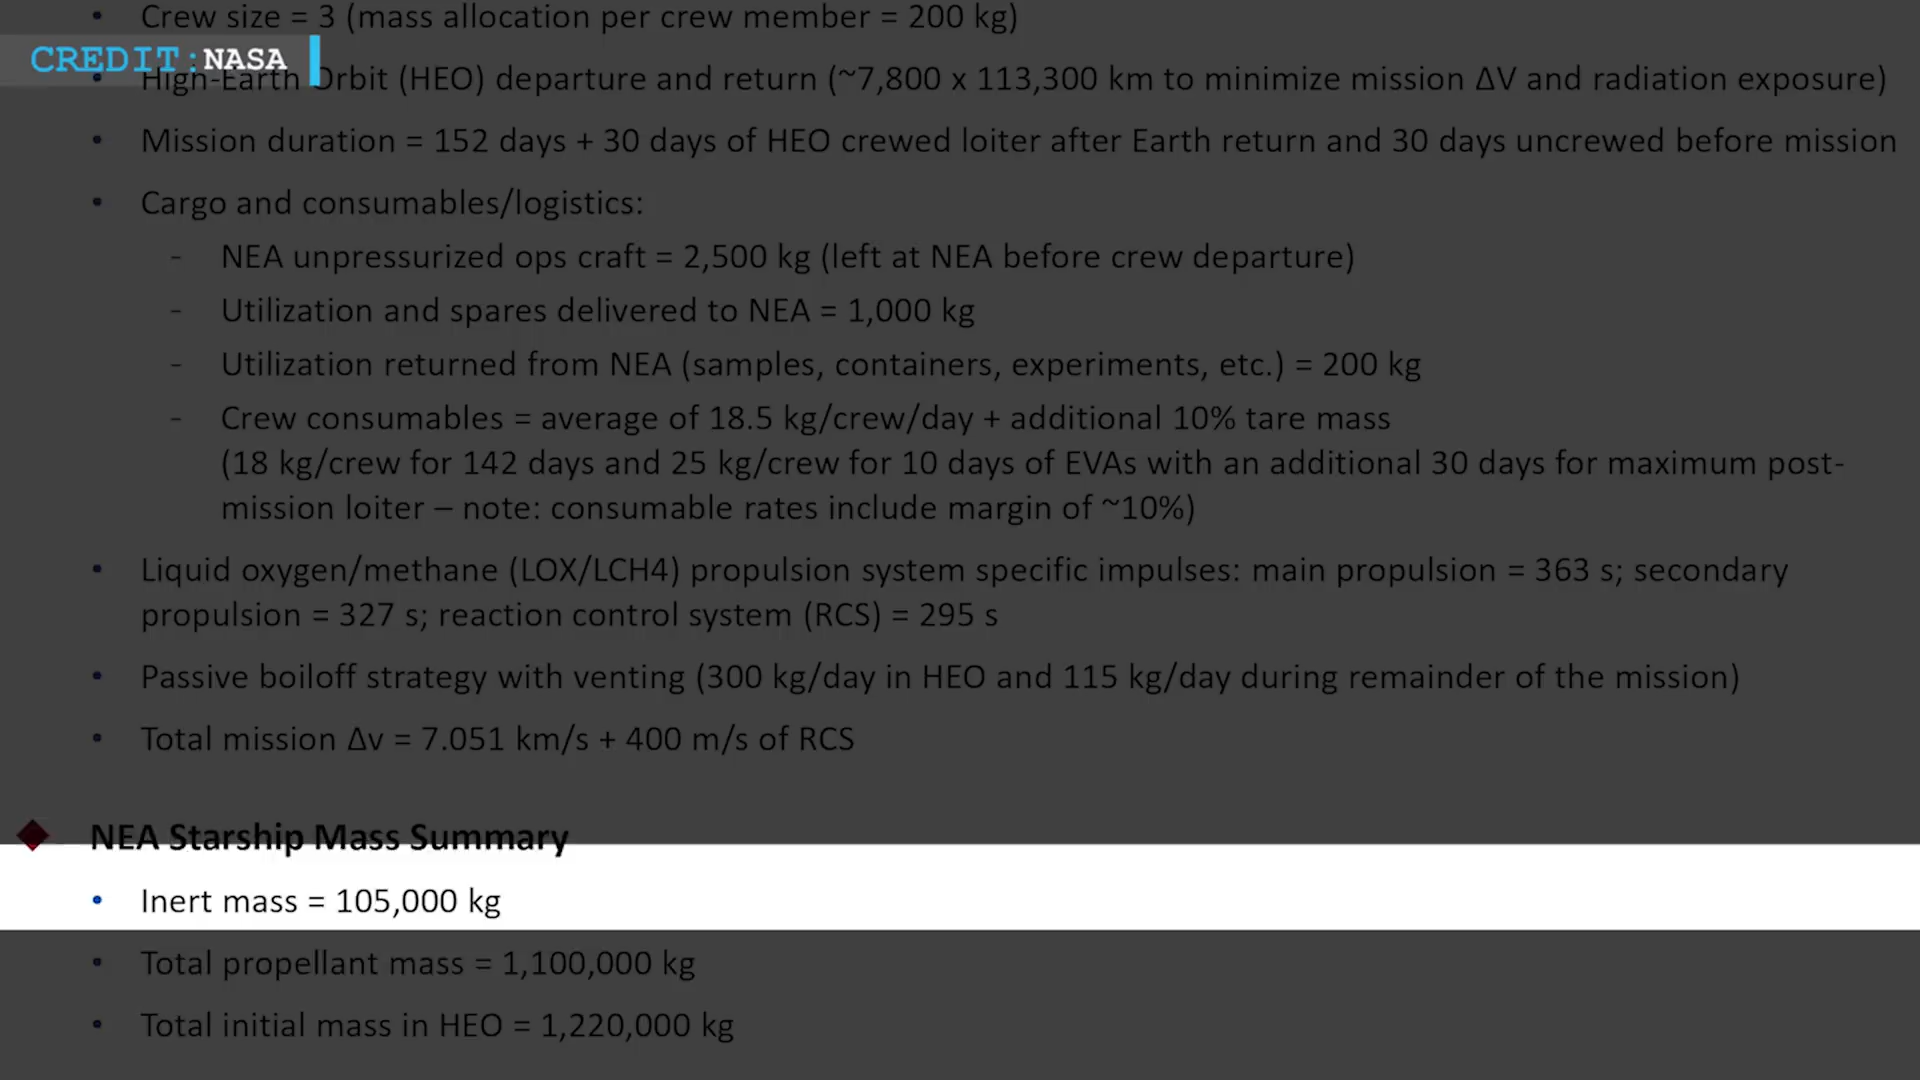 • Crew size = 3 (mass allocation per crew member = 200 kg)
CREDIT:NASA
• High-Earth Orbit (HEO) departure and return (~7,800 x 113,300 km to minimize mission ΔV and radiation exposure)
• Mission duration = 152 days + 30 days of HEO crewed loiter after Earth return and 30 days uncrewed before mission
• Cargo and consumables/logistics:
- NEA unpressurized ops craft = 2,500 kg (left at NEA before crew departure)
- Utilization and spares delivered to NEA = 1,000 kg
- Utilization returned from NEA (samples, containers, experiments, etc.) = 200 kg
- Crew consumables = average of 18.5 kg/crew/day + additional 10% tare mass
(18 kg/crew for 142 days and 25 kg/crew for 10 days of EVAs with an additional 30 days for maximum post-
mission loiter – note: consumable rates include margin of ~10%)
• Liquid oxygen/methane (LOX/LCH4) propulsion system specific impulses: main propulsion = 363 s; secondary
propulsion = 327 s; reaction control system (RCS) = 295 s
• Passive boiloff strategy with venting (300 kg/day in HEO and 115 kg/day during remainder of the mission)
• Total mission Δv = 7.051 km/s + 400 m/s of RCS
◆ NEA Starship Mass Summary
• Inert mass = 105,000 kg
• Total propellant mass = 1,100,000 kg
• Total initial mass in HEO = 1,220,000 kg